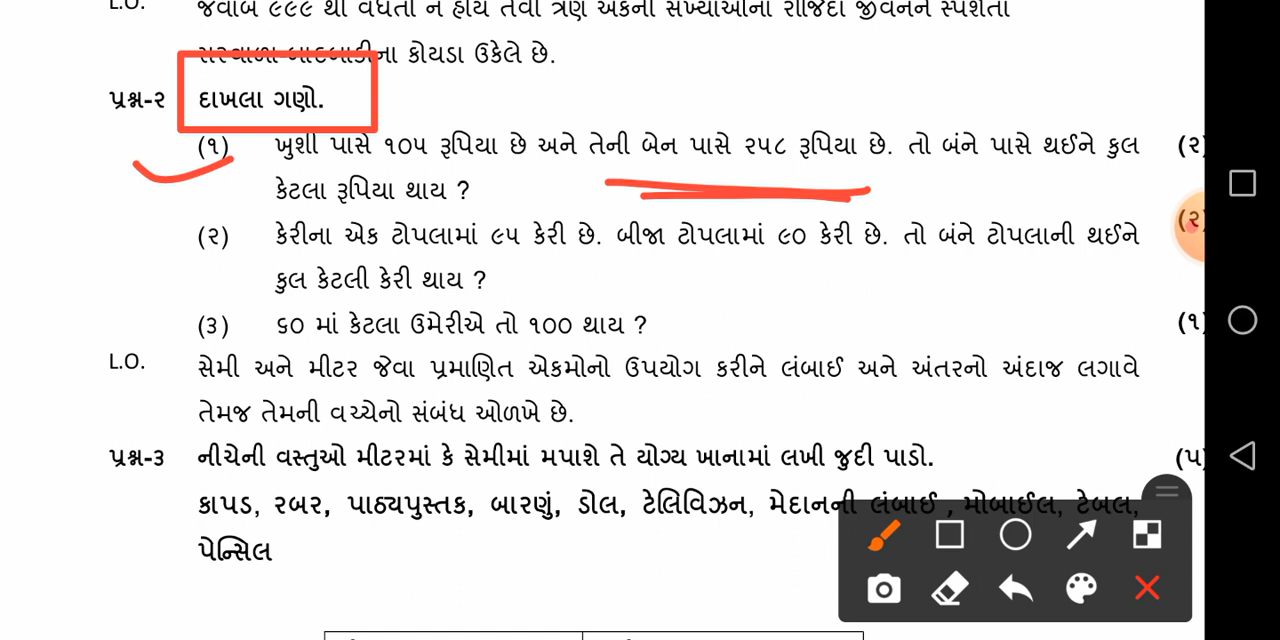 L.O. જવાબ ૯૯૯ થી વધતો ન હોય તેવી ત્રણ અંકની સંખ્યાઓના રોજિંદા જીવનને સ્પર્શતા
સરવાળા બાદબાકીના કોયડા ઉકેલે છે.
પ્રશ્ન-૨ દાખલા ગણો.
(૧) ખુશી પાસે ૧૦૫ રૂપિયા છે અને તેની બેન પાસે ૨૫૮ રૂપિયા છે. તો બંને પાસે થઈને કુલ (૨)
કેટલા રૂપિયા થાય ?
(૨) કેરીના એક ટોપલામાં ૯૫ કેરી છે. બીજા ટોપલામાં ૯૦ કેરી છે. તો બંને ટોપલાની થઈને (૨)
કુલ કેટલી કેરી થાય ?
(૩) ૬૦ માં કેટલા ઉમેરીએ તો ૧૦૦ થાય ? (૧)
L.O. સેમી અને મીટર જેવા પ્રમાણિત એકમોનો ઉપયોગ કરીને લંબાઈ અને અંતરનો અંદાજ લગાવે
તેમજ તેમની વચ્ચેનો સંબંધ ઓળખે છે.
પ્રશ્ન-3 નીચેની વસ્તુઓ મીટરમાં કે સેમીમાં મપાશે તે યોગ્ય ખાનામાં લખી જુદી પાડો. (૫)
કાપડ, રબર, પાઠ્યપુસ્તક, બારણું, ડોલ, ટેલિવિઝન, મેદાનની લંબાઈ , મોબાઈલ, ટેબલ,
પેન્સિલ